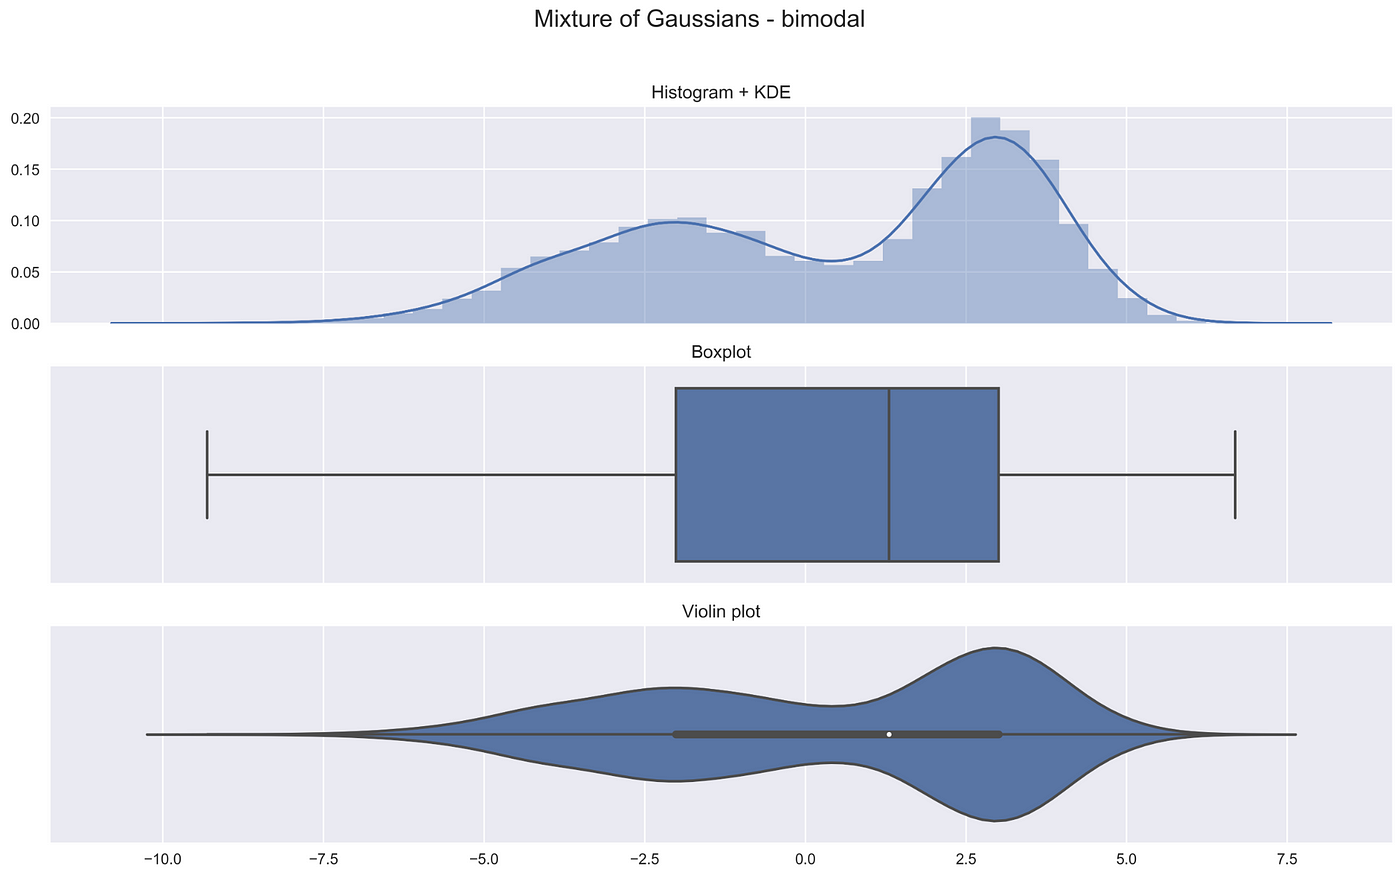 Mixture of Gaussians - bimodal
Histogram + KDE
0.20
0.15
0.10
0.05
0.00
Boxplot
Violin plot
−10.0 −7.5 −5.0 −2.5 0.0 2.5 5.0 7.5